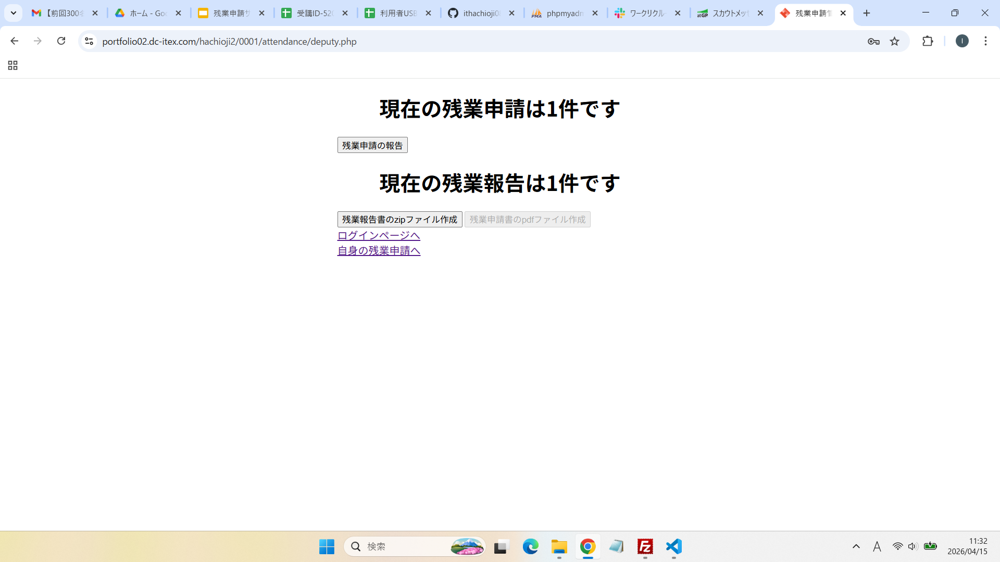 【前回300名
ホーム - Goo
残業申請サ
受講ID-520
利用者USB
ithachioji08
phpmyadn
ワークリクルー
スカウトメッセ
残業申請管
portfolio02.dc-itex.com/hachioji2/0001/attendance/deputy.php
I
現在の残業申請は1件です
残業申請の報告
現在の残業報告は1件です
残業報告書のzipファイル作成 残業申請書のpdfファイル作成
ログインページへ
自身の残業申請へ
検索
A
11:32
2026/04/15